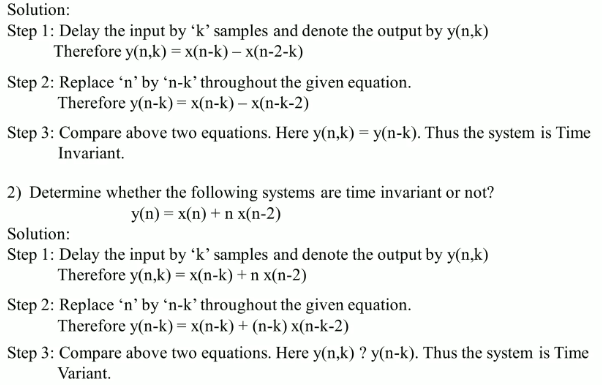 Solution:
Step 1: Delay the input by ‘k’ samples and denote the output by y(n,k)
Therefore y(n,k) = x(n-k) – x(n-2-k)
Step 2: Replace ‘n’ by ‘n-k’ throughout the given equation.
Therefore y(n-k) = x(n-k) – x(n-k-2)
Step 3: Compare above two equations. Here y(n,k) = y(n-k). Thus the system is Time
Invariant.
2) Determine whether the following systems are time invariant or not?
y(n) = x(n) + n x(n-2)
Solution:
Step 1: Delay the input by ‘k’ samples and denote the output by y(n,k)
Therefore y(n,k) = x(n-k) + n x(n-2)
Step 2: Replace ‘n’ by ‘n-k’ throughout the given equation.
Therefore y(n-k) = x(n-k) + (n-k) x(n-k-2)
Step 3: Compare above two equations. Here y(n,k) ? y(n-k). Thus the system is Time
Variant.